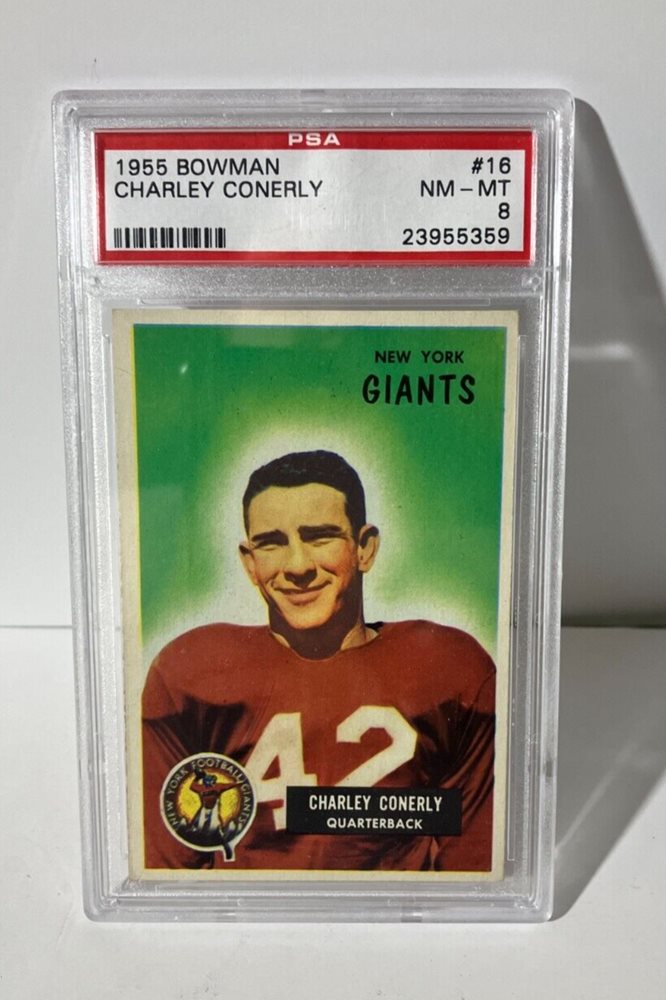 PSA
1955 BOWMAN #16
CHARLEY CONERLY NM-MT
8
23955359
NEW YORK
GIANTS
42
NEW YORK FOOTBALL GIANTS
CHARLEY CONERLY
QUARTERBACK